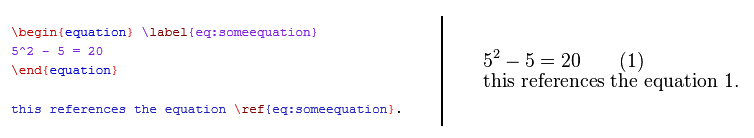 \begin{equation} \label{eq:someequation}
5^2 - 5 = 20
\end{equation}
this references the equation \ref{eq:someequation}.
5² − 5 = 20 (1)
this references the equation 1.